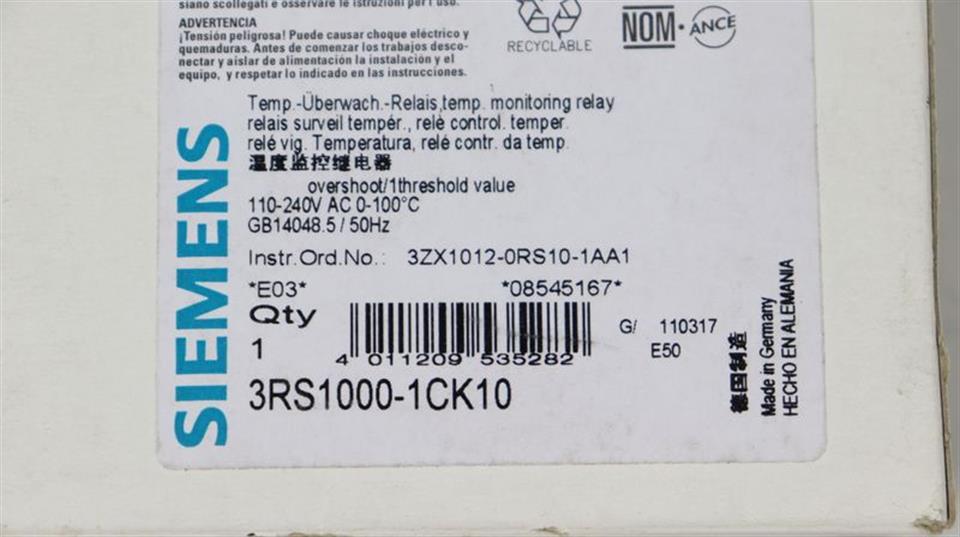 siano scollegati e osservare le istruzioni per l'uso.
ADVERTENCIA
¡Tensión peligrosa! Puede causar choque eléctrico y
quemaduras. Antes de comenzar los trabajos desco-
nectar y aislar de alimentación la instalación y el
equipo, y respetar lo indicado en las instrucciones.
RECYCLABLE
NOM · ANCE
Temp.-Überwach.-Relais,temp. monitoring relay
relais surveil tempér., relè control. temper.
relé vig. Temperatura, relé contr. da temp.
温度监控继电器
overshoot/1threshold value
110-240V AC 0-100°C
GB14048.5 / 50Hz
Instr.Ord.No.: 3ZX1012-0RS10-1AA1
*E03* *08545167*
Qty
1
4 011209 535282
G/ 110317
E50
3RS1000-1CK10
SIEMENS
德国制造
Made in Germany
HECHO EN ALEMANIA